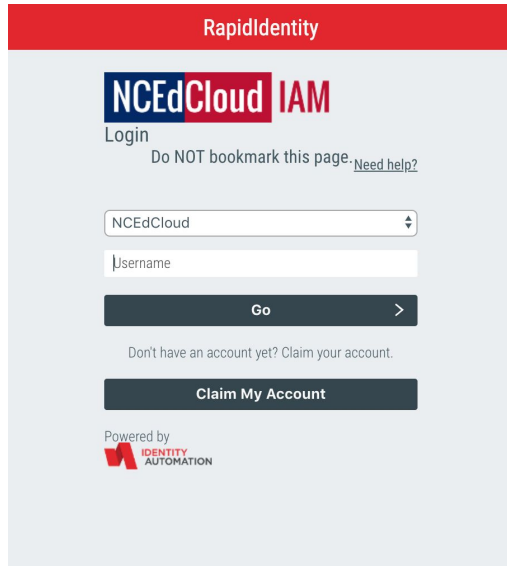 RapidIdentity
NCEdCloud IAM
Login
Do NOT bookmark this page. Need help?
NCEdCloud
Username
Go
Don't have an account yet? Claim your account.
Claim My Account
Powered by
IDENTITY
AUTOMATION